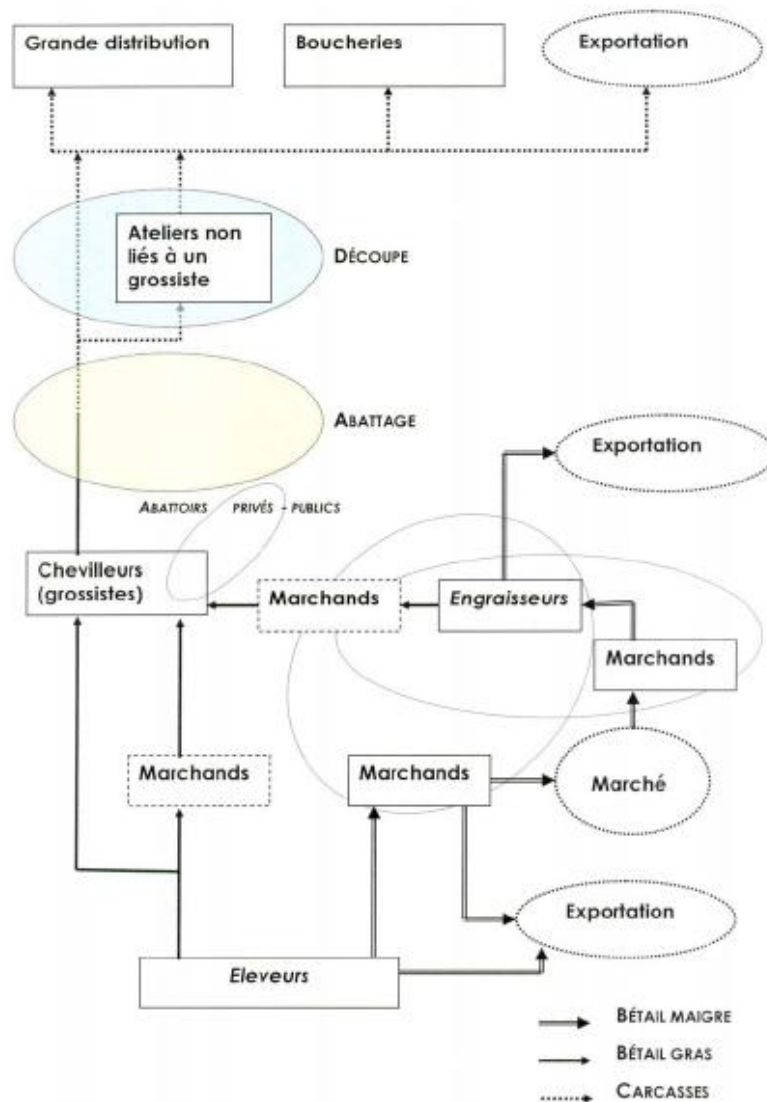 Grande distribution
Boucheries
Exportation
Ateliers non
liés à un
grossiste
DÉCOUPE
ABATTAGE
Exportation
ABATTOIRS PRIVÉS - PUBLICS
Chevilleurs
(grossistes)
Marchands
Engraisseurs
Marchands
Marchands
Marchands
Marché
Exportation
Eleveurs
BÉTAIL MAIGRE
BÉTAIL GRAS
CARCASSES